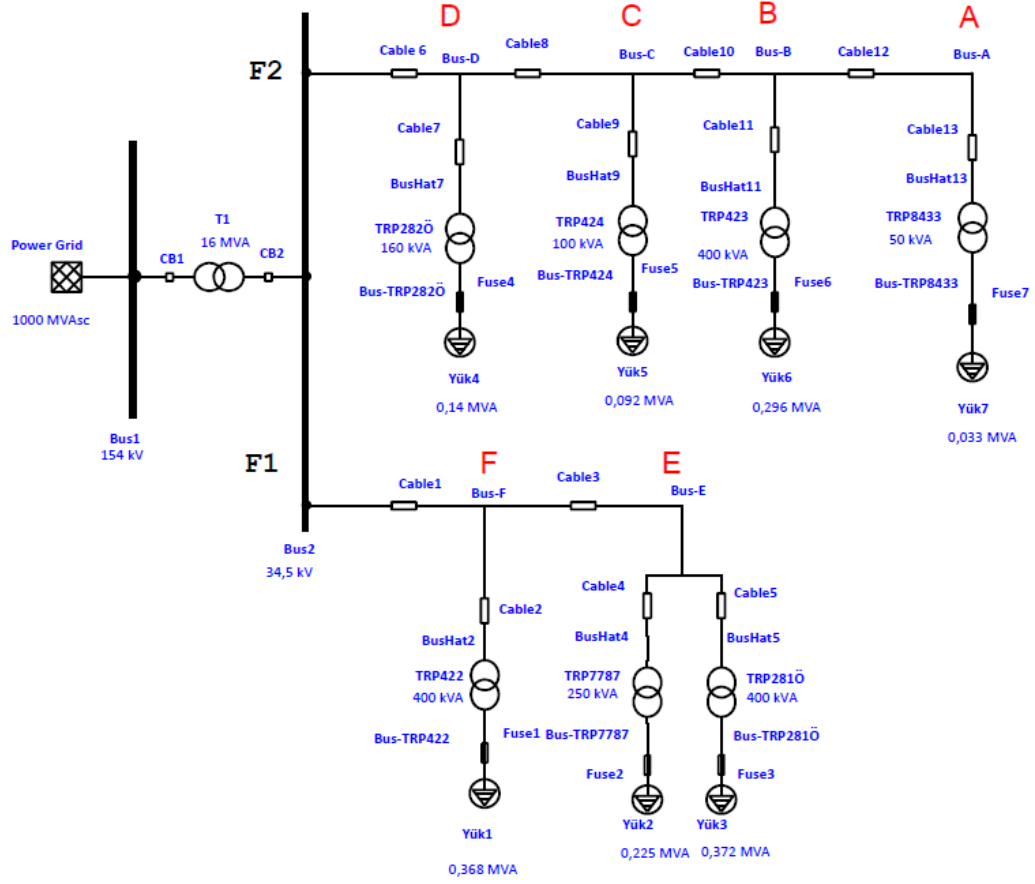 D
C
B
A
F2
Cable 6
Bus-D
Cable8
Bus-C
Cable10
Bus-B
Cable12
Bus-A
Cable7
Cable9
Cable11
Cable13
BusHat7
BusHat9
BusHat11
BusHat13
TRP282Ö
160 kVA
TRP424
100 kVA
TRP423
400 kVA
TRP8433
50 kVA
Bus-TRP282Ö
Fuse4
Bus-TRP424
Fuse5
Bus-TRP423
Fuse6
Bus-TRP8433
Fuse7
Yük4
0,14 MVA
Yük5
0,092 MVA
Yük6
0,296 MVA
Yük7
0,033 MVA
Power Grid
1000 MVAsc
CB1
T1
16 MVA
CB2
Bus1
154 kV
F1
Bus2
34,5 kV
F
E
Cable1
Bus-F
Cable3
Bus-E
Cable2
Cable4
Cable5
BusHat2
BusHat4
BusHat5
TRP422
400 kVA
TRP7787
250 kVA
TRP281Ö
400 kVA
Bus-TRP422
Fuse1
Bus-TRP7787
Fuse2
Bus-TRP281Ö
Fuse3
Yük1
0,368 MVA
Yük2
0,225 MVA
Yük3
0,372 MVA